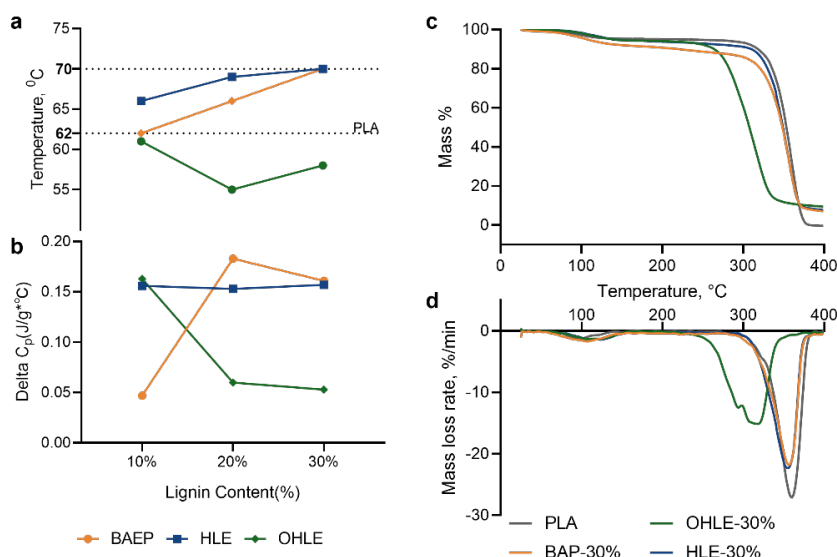 a
75
70
65
62
60
55
Temperature, ⁰C
PLA
b
0.20
0.15
0.10
0.05
0.00
Delta Cp(J/g*⁰C)
10%
20%
30%
Lignin Content(%)
BAEP
HLE
OHLE
c
100
80
60
40
20
0
Mass %
0
100
200
300
400
Temperature, °C
d
100
200
300
400
0
-10
-20
-30
Mass loss rate, %/min
PLA
OHLE-30%
BAP-30%
HLE-30%